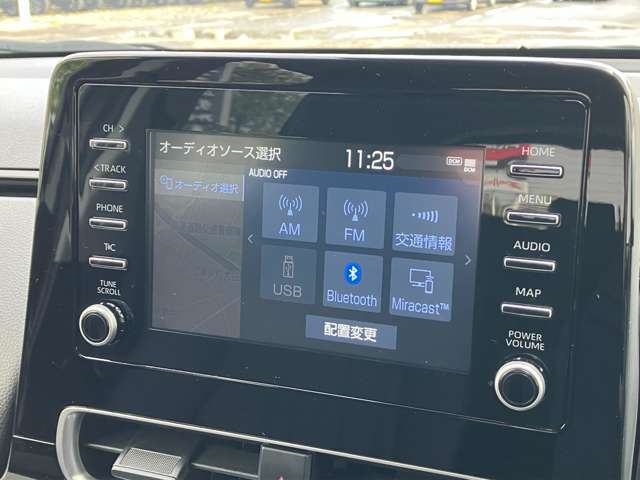 CH >
< TRACK
PHONE
T/C
TUNE
SCROLL
オーディオソース選択
11:25
DCM
DCM
オーディオ選択
AUDIO OFF
AM
FM
交通情報
USB
Bluetooth
Miracast™
配置変更
HOME
MENU
AUDIO
MAP
POWER
VOLUME